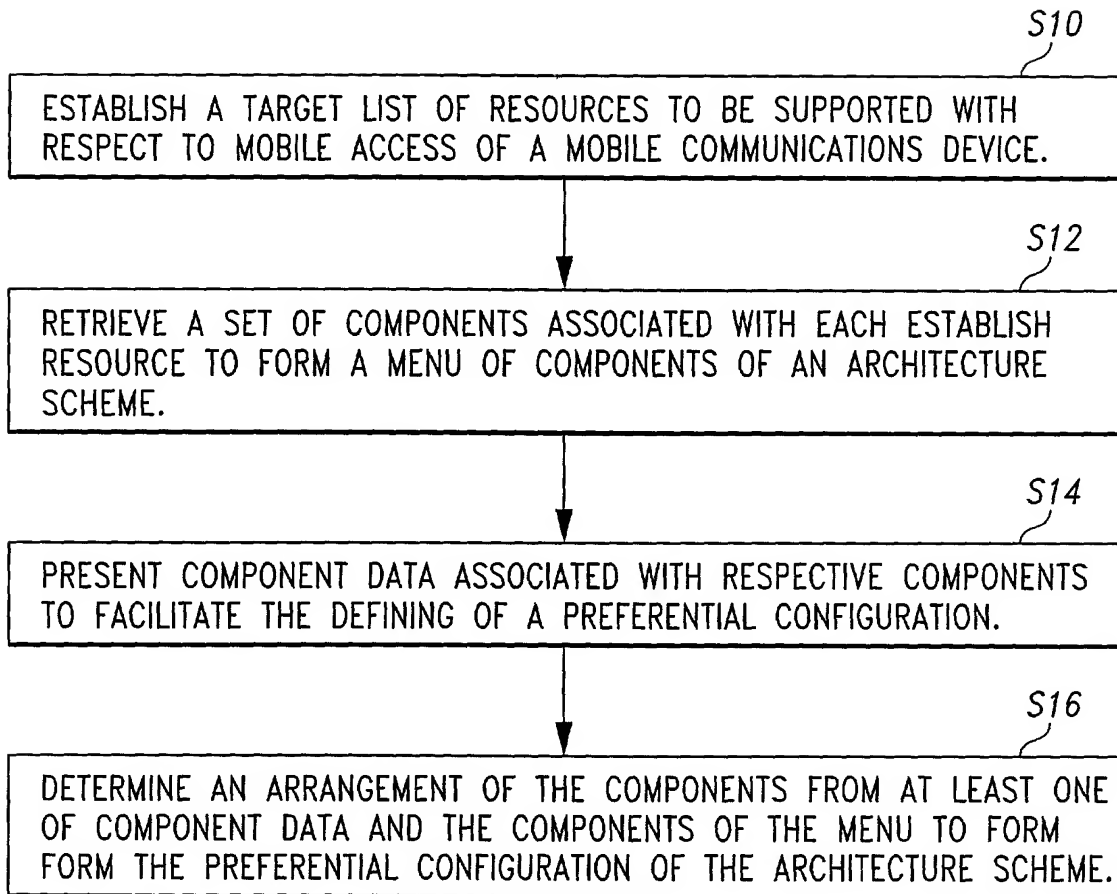 S10
ESTABLISH A TARGET LIST OF RESOURCES TO BE SUPPORTED WITH
RESPECT TO MOBILE ACCESS OF A MOBILE COMMUNICATIONS DEVICE.
S12
RETRIEVE A SET OF COMPONENTS ASSOCIATED WITH EACH ESTABLISH
RESOURCE TO FORM A MENU OF COMPONENTS OF AN ARCHITECTURE
SCHEME.
S14
PRESENT COMPONENT DATA ASSOCIATED WITH RESPECTIVE COMPONENTS
TO FACILITATE THE DEFINING OF A PREFERENTIAL CONFIGURATION.
S16
DETERMINE AN ARRANGEMENT OF THE COMPONENTS FROM AT LEAST ONE
OF COMPONENT DATA AND THE COMPONENTS OF THE MENU TO FORM
FORM THE PREFERENTIAL CONFIGURATION OF THE ARCHITECTURE SCHEME.